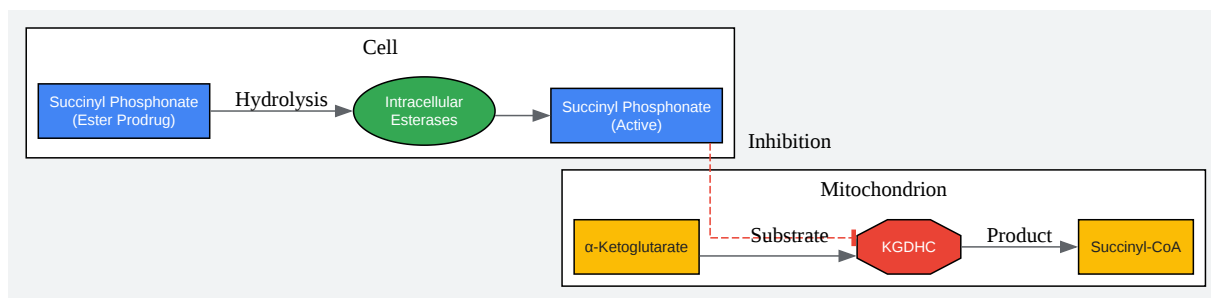 Cell
Succinyl Phosphonate
(Ester Prodrug)
Hydrolysis
Intracellular
Esterases
Succinyl Phosphonate
(Active)
Inhibition
Mitochondrion
α-Ketoglutarate
Substrate
KGDHC
Product
Succinyl-CoA